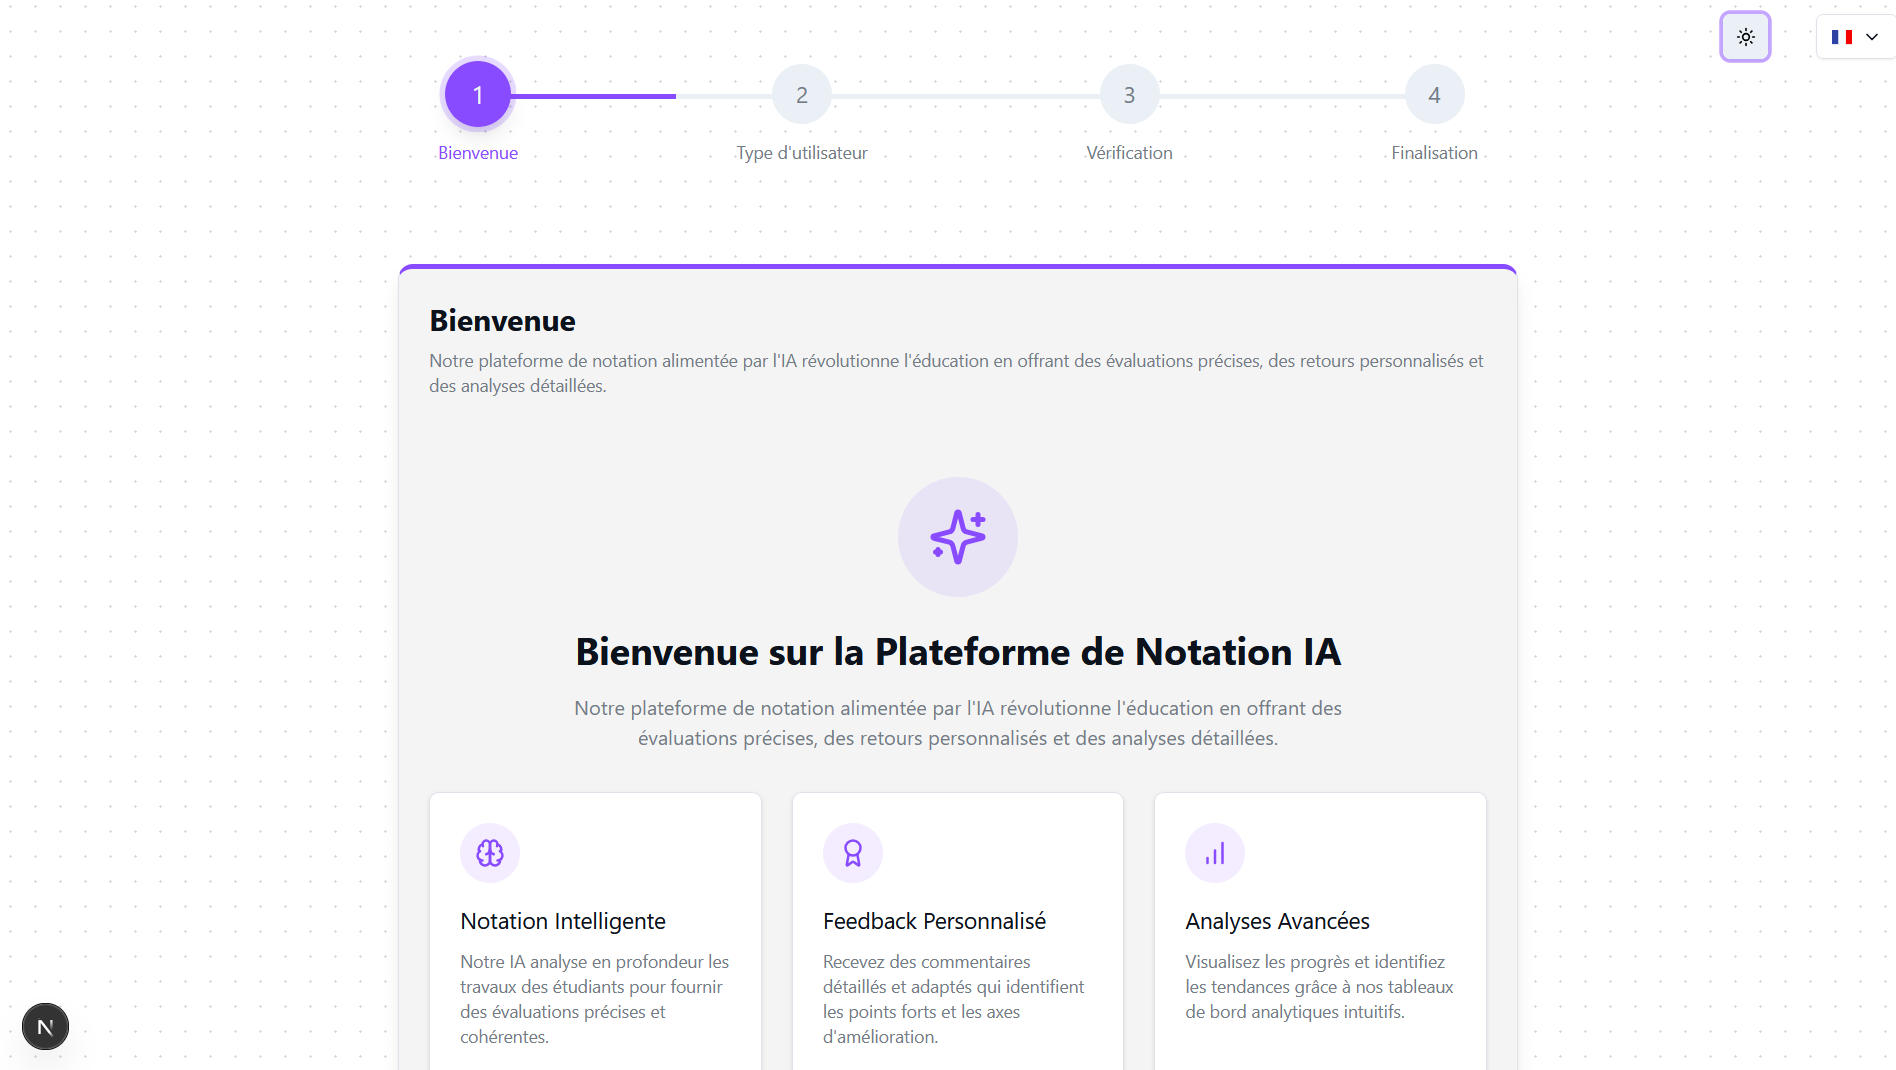 1
2
3
4
Bienvenue
Type d'utilisateur
Vérification
Finalisation
Bienvenue
Notre plateforme de notation alimentée par l'IA révolutionne l'éducation en offrant des évaluations précises, des retours personnalisés et
des analyses détaillées.
Bienvenue sur la Plateforme de Notation IA
Notre plateforme de notation alimentée par l'IA révolutionne l'éducation en offrant des
évaluations précises, des retours personnalisés et des analyses détaillées.
Notation Intelligente
Notre IA analyse en profondeur les
travaux des étudiants pour fournir
des évaluations précises et
cohérentes.
Feedback Personnalisé
Recevez des commentaires
détaillés et adaptés qui identifient
les points forts et les axes
d'amélioration.
Analyses Avancées
Visualisez les progrès et identifiez
les tendances grâce à nos tableaux
de bord analytiques intuitifs.
N